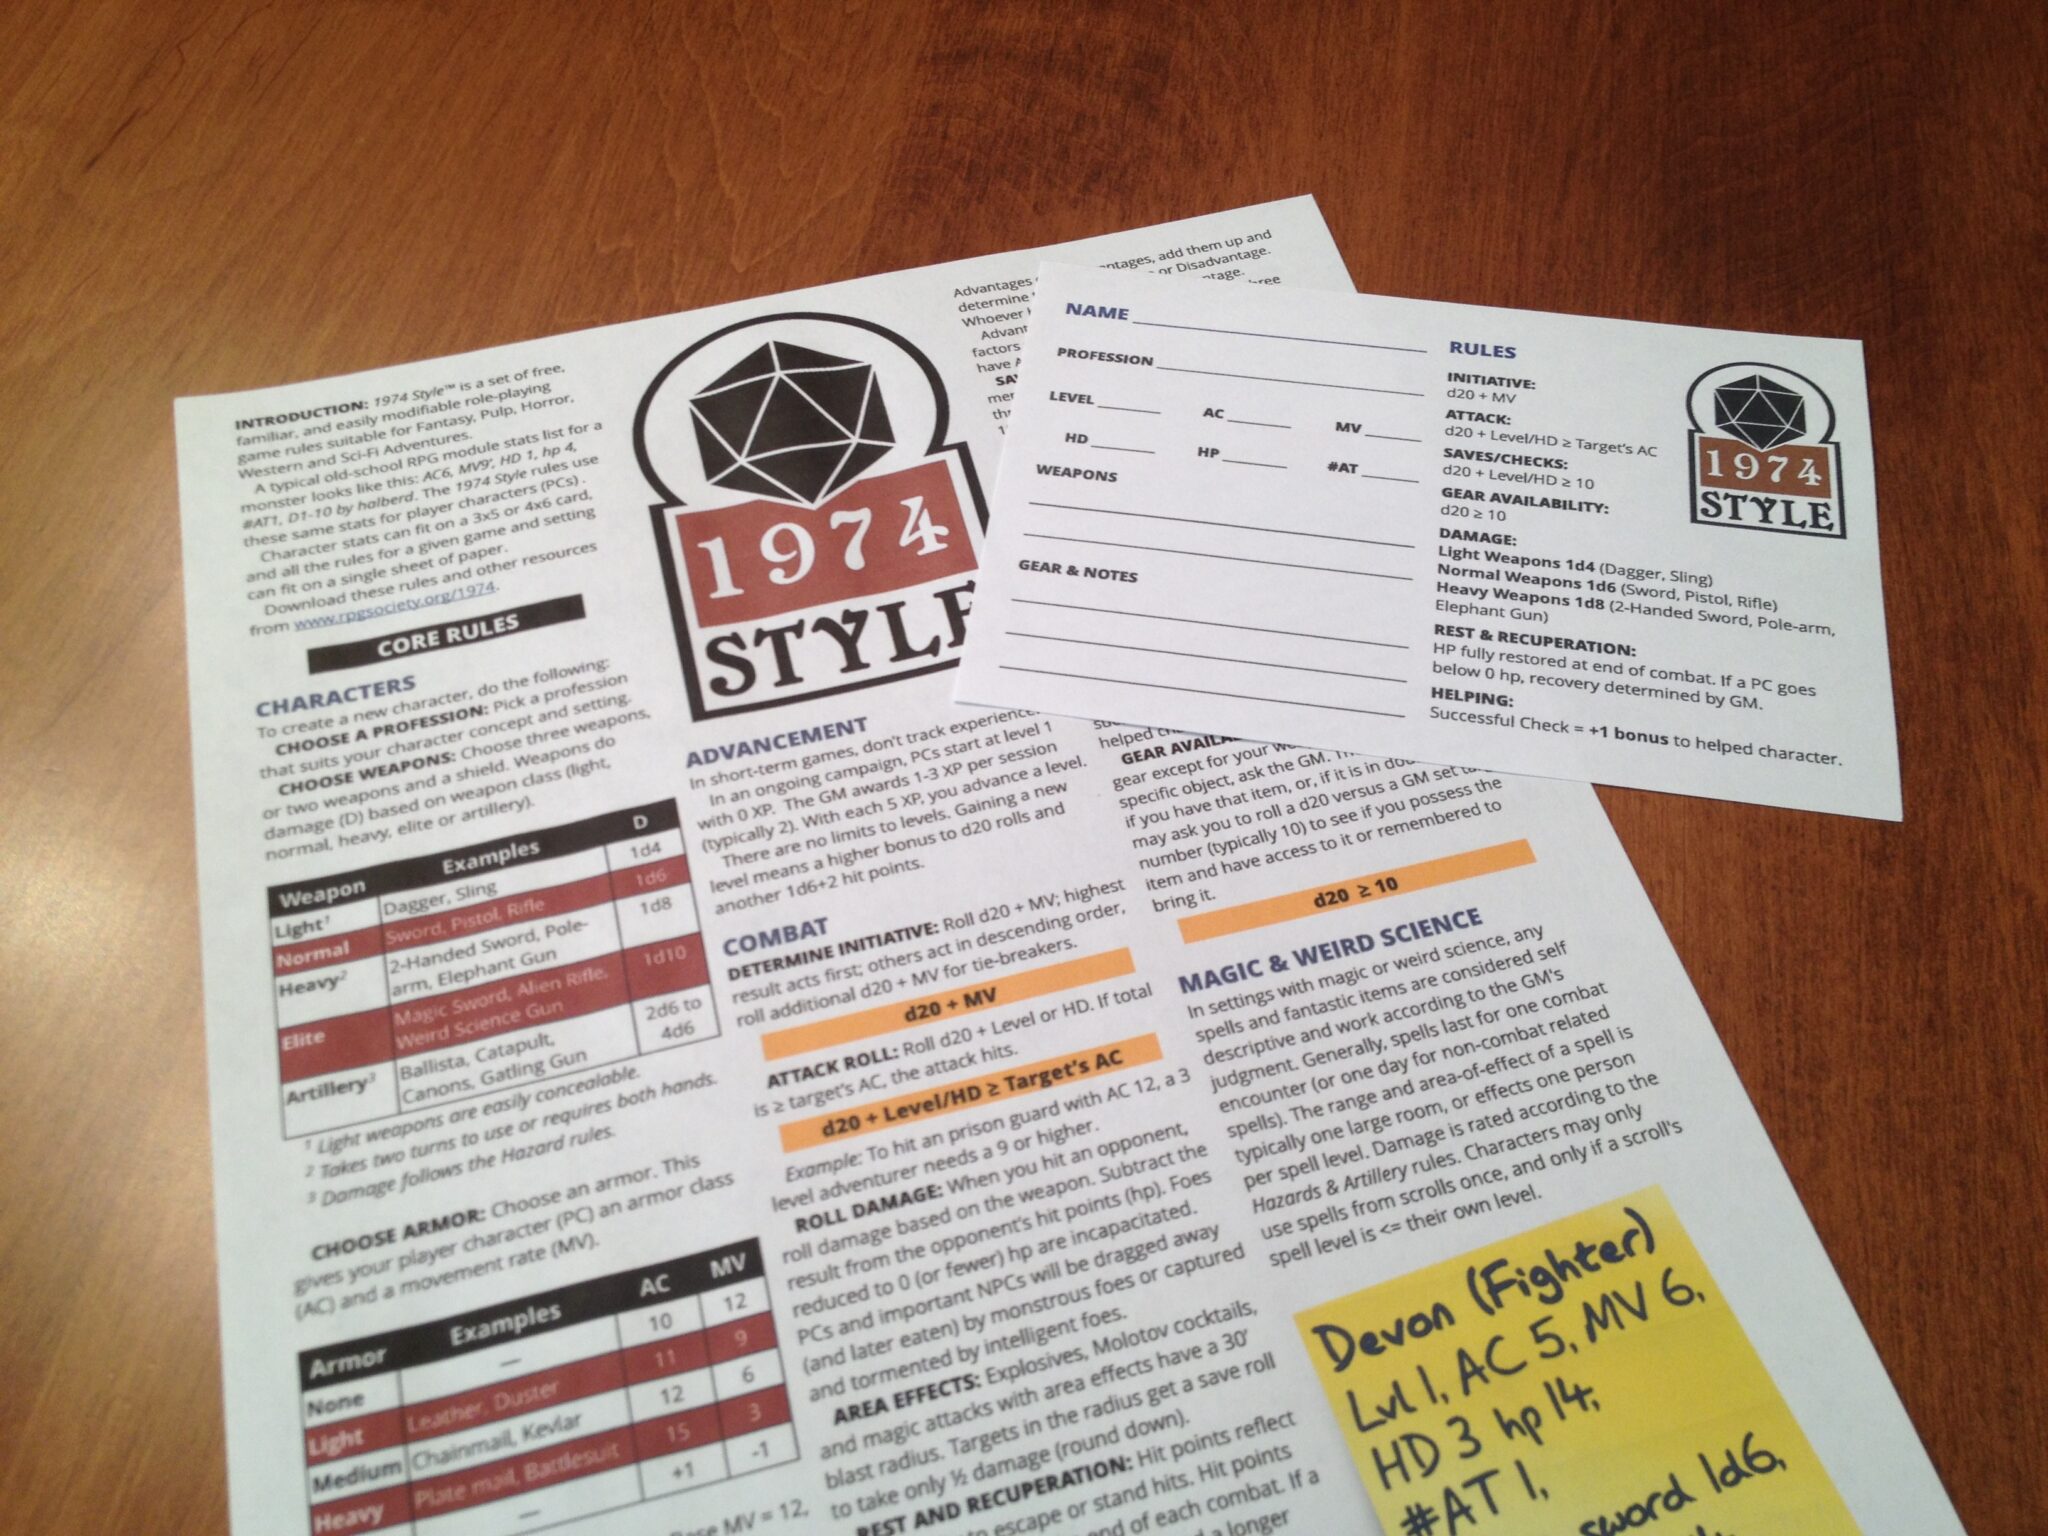 INTRODUCTION: 1974 Style™ is a set of free,
familiar, and easily modifiable role-playing
game rules suitable for Fantasy, Pulp, Horror,
Western and Sci-Fi Adventures.
A typical old-school RPG module stats list for a
monster looks like this: AC6, MV9', HD 1, hp 4,
#AT1, D1-10 by halberd. The 1974 Style rules use
these same stats for player characters (PCs) .
Character stats can fit on a 3x5 or 4x6 card,
and all the rules for a given game and setting
can fit on a single sheet of paper.
Download these rules and other resources
from www.rpgsociety.org/1974.
CORE RULES
CHARACTERS
To create a new character, do the following:
CHOOSE A PROFESSION: Pick a profession
that suits your character concept and setting.
CHOOSE WEAPONS: Choose three weapons,
or two weapons and a shield. Weapons do
damage (D) based on weapon class (light,
normal, heavy, elite or artillery).
Weapon Examples D
Light¹ Dagger, Sling 1d4
Normal Sword, Pistol, Rifle 1d6
Heavy² 2-Handed Sword, Pole- 1d8
arm, Elephant Gun
Elite Magic Sword, Alien Rifle, 1d10
Weird Science Gun
Artillery³ Ballista, Catapult, 2d6 to
Canons, Gatling Gun 4d6
¹ Light weapons are easily concealable.
² Takes two turns to use or requires both hands.
³ Damage follows the Hazard rules.
CHOOSE ARMOR: Choose an armor. This
gives your player character (PC) an armor class
(AC) and a movement rate (MV).
Armor Examples AC MV
None — 10 12
Light Leather, Duster 11 9
Medium Chainmail, Kevlar 12 6
Heavy Plate mail, Battlesuit 15 3
— +1 -1
Base MV = 12,
1974
STYLE
ADVANCEMENT
In short-term games, don't track experience.
In an ongoing campaign, PCs start at level 1
with 0 XP. The GM awards 1-3 XP per session
(typically 2). With each 5 XP, you advance a level.
There are no limits to levels. Gaining a new
level means a higher bonus to d20 rolls and
another 1d6+2 hit points.
COMBAT
DETERMINE INITIATIVE: Roll d20 + MV; highest
result acts first; others act in descending order,
roll additional d20 + MV for tie-breakers.
d20 + MV
ATTACK ROLL: Roll d20 + Level or HD. If total
is ≥ target's AC, the attack hits.
d20 + Level/HD ≥ Target's AC
Example: To hit an prison guard with AC 12, a 3
level adventurer needs a 9 or higher.
ROLL DAMAGE: When you hit an opponent,
roll damage based on the weapon. Subtract the
result from the opponent's hit points (hp). Foes
reduced to 0 (or fewer) hp are incapacitated.
PCs and important NPCs will be dragged away
(and later eaten) by monstrous foes or captured
and tormented by intelligent foes.
AREA EFFECTS: Explosives, Molotov cocktails,
and magic attacks with area effects have a 30'
blast radius. Targets in the radius get a save roll
to take only ½ damage (round down).
REST AND RECUPERATION: Hit points reflect
escape or stand hits. Hit points
end of each combat. If a
longer
Advantages
ntages, add them up and
determine
or Disadvantage.
Whoever
Advant
factors
have
GEAR AVAILA
gear except for your
specific object, ask the GM.
if you have that item, or, if it is in
may ask you to roll a d20 versus a GM set
number (typically 10) to see if you possess the
item and have access to it or remembered to
bring it.
d20 ≥ 10
MAGIC & WEIRD SCIENCE
In settings with magic or weird science, any
spells and fantastic items are considered self
descriptive and work according to the GM's
judgment. Generally, spells last for one combat
encounter (or one day for non-combat related
spells). The range and area-of-effect of a spell is
typically one large room, or effects one person
per spell level. Damage is rated according to the
Hazards & Artillery rules. Characters may only
use spells from scrolls once, and only if a scroll's
spell level is <= their own level.
NAME
PROFESSION
LEVEL AC MV
HD HP #AT
WEAPONS
GEAR & NOTES
RULES
INITIATIVE:
d20 + MV
ATTACK:
d20 + Level/HD ≥ Target's AC
SAVES/CHECKS:
d20 + Level/HD ≥ 10
GEAR AVAILABILITY:
d20 ≥ 10
DAMAGE:
Light Weapons 1d4 (Dagger, Sling)
Normal Weapons 1d6 (Sword, Pistol, Rifle)
Heavy Weapons 1d8 (2-Handed Sword, Pole-arm,
Elephant Gun)
REST & RECUPERATION:
HP fully restored at end of combat. If a PC goes
below 0 hp, recovery determined by GM.
HELPING:
Successful Check = +1 bonus to helped character.
1974
STYLE
Devon (Fighter)
Lvl 1, AC 5, MV 6,
HD 3 hp 14,
#AT 1,
sword 1d6,